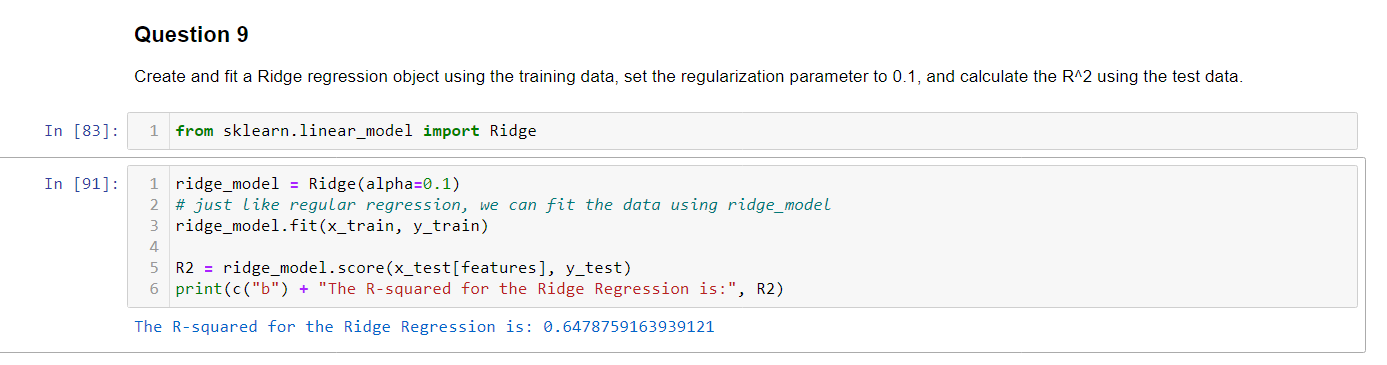 Question 9
Create and fit a Ridge regression object using the training data, set the regularization parameter to 0.1, and calculate the R^2 using the test data.
In [83]:
1 from sklearn.linear_model import Ridge
In [91]:
1 ridge_model = Ridge(alpha=0.1)
2 # just like regular regression, we can fit the data using ridge_model
3 ridge_model.fit(x_train, y_train)
4
5 R2 = ridge_model.score(x_test[features], y_test)
6 print(c("b") + "The R-squared for the Ridge Regression is:", R2)
The R-squared for the Ridge Regression is: 0.6478759163939121